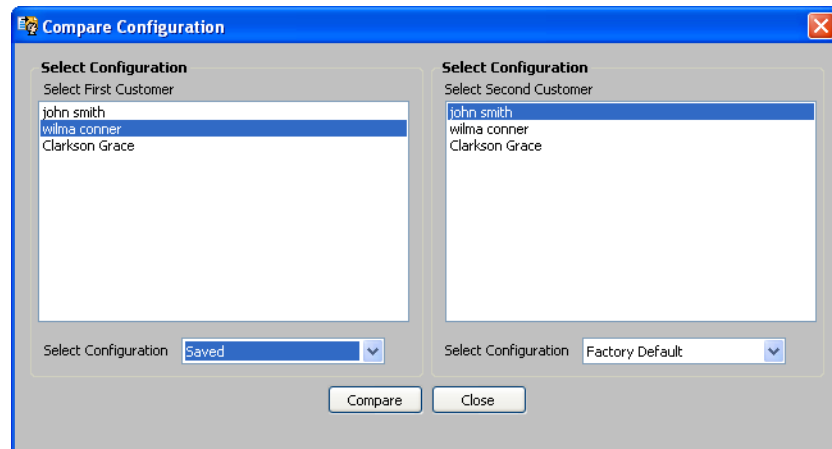 Compare Configuration
Select Configuration
Select First Customer
john smith
wilma conner
Clarkson Grace
Select Configuration Saved
Select Configuration
Select Second Customer
john smith
wilma conner
Clarkson Grace
Select Configuration Factory Default
Compare Close